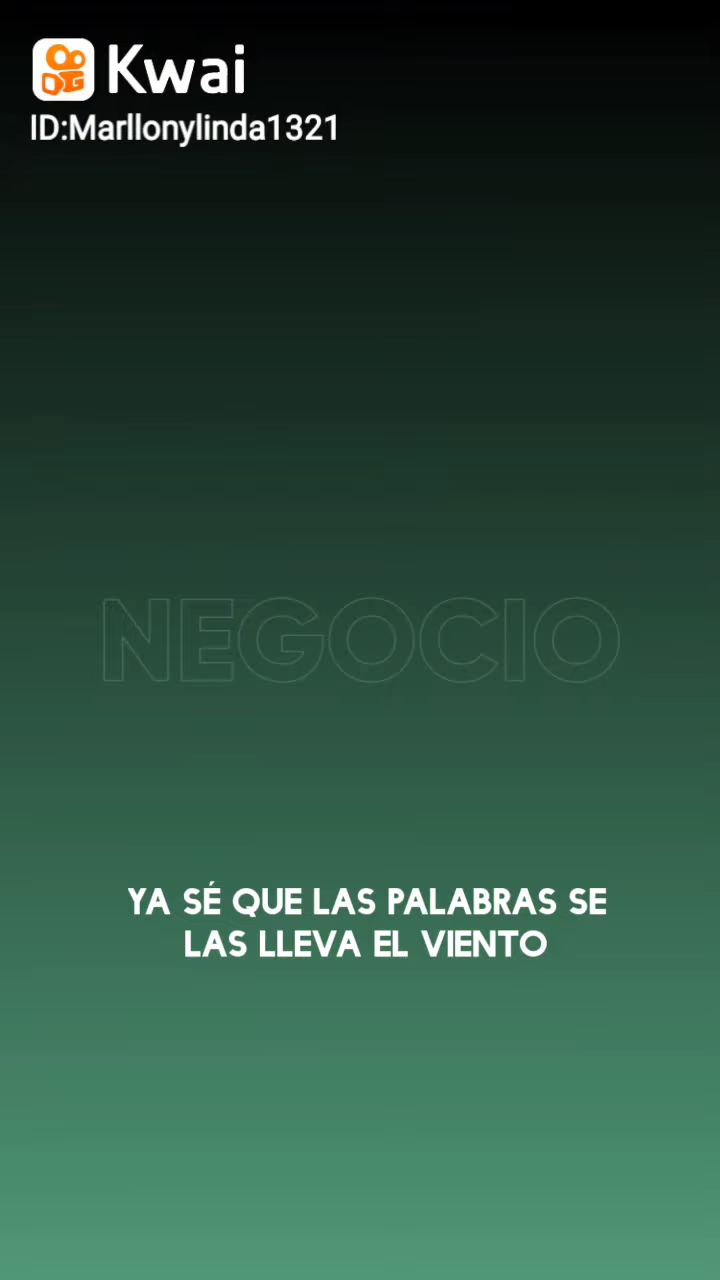 Kwai
ID:Marllonylinda1321
NEGOCIO
YA SÉ QUE LAS PALABRAS SE
LAS LLEVA EL VIENTO